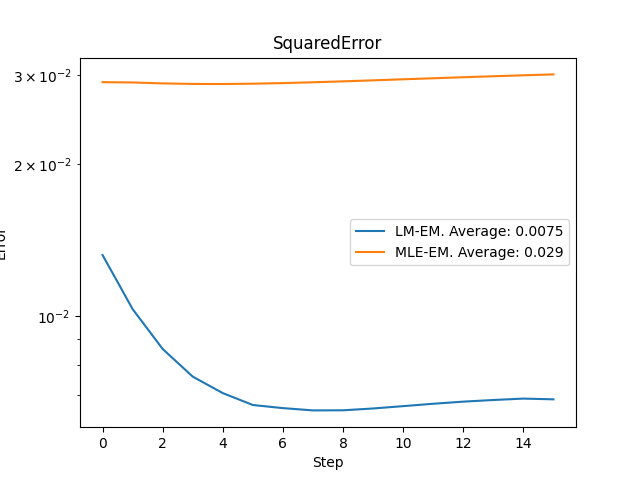 SquaredError
3 × 10⁻²
2 × 10⁻²
10⁻²
Error
LM-EM. Average: 0.0075
MLE-EM. Average: 0.029
0 2 4 6 8 10 12 14
Step